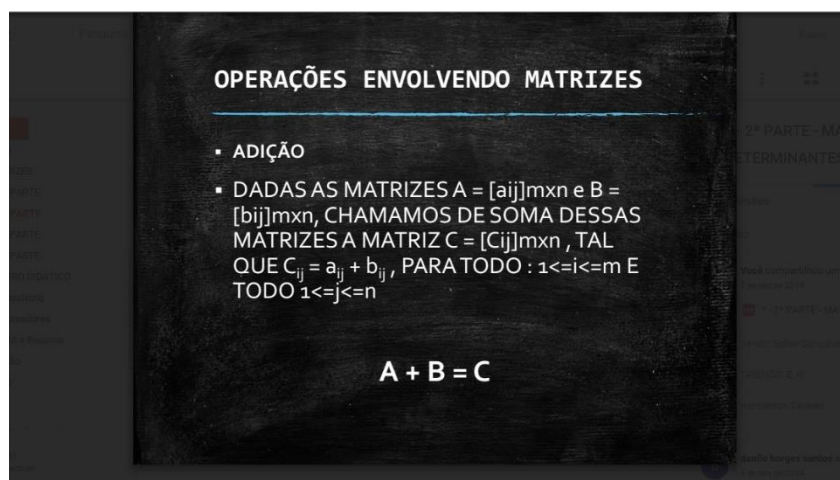 OPERAÇÕES ENVOLVENDO MATRIZES
▪ ADIÇÃO
▪ DADAS AS MATRIZES A = [aij]mxn e B =
[bij]mxn, CHAMAMOS DE SOMA DESSAS
MATRIZES A MATRIZ C = [Cij]mxn , TAL
QUE Cij = aij + bij , PARA TODO : 1<=i<=m E
TODO 1<=j<=n
A + B = C
2ª PARTE - MA
ETERMINANTES